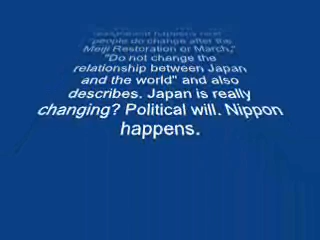 "people do change after the
Meiji Restoration or March,"
"Do not change the
relationship between Japan
and the world" and also
describes. Japan is really
changing? Political will. Nippon
happens.